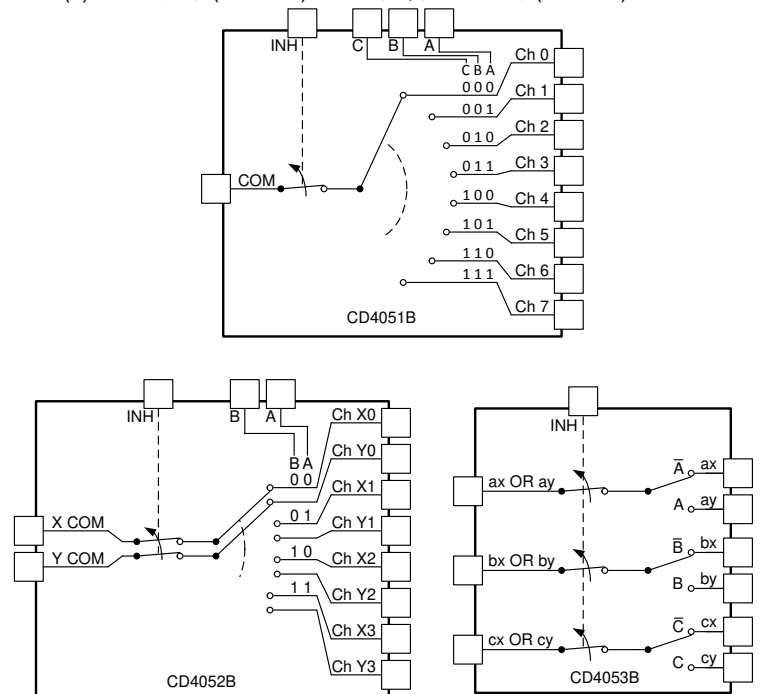 INH C B A
C B A
Ch 0
0 0 0
Ch 1
0 0 1
Ch 2
0 1 0
Ch 3
0 1 1
COM
Ch 4
1 0 0
Ch 5
1 0 1
Ch 6
1 1 0
Ch 7
1 1 1
CD4051B
INH B A
B A
Ch X0
0 0
Ch Y0
Ch X1
0 1
Ch Y1
X COM
Y COM
Ch X2
1 0
Ch Y2
1 1
Ch X3
Ch Y3
CD4052B
INH
A̅ ax
ax OR ay
A ay
B̅ bx
bx OR by
B by
C̅ cx
cx OR cy
C cy
CD4053B